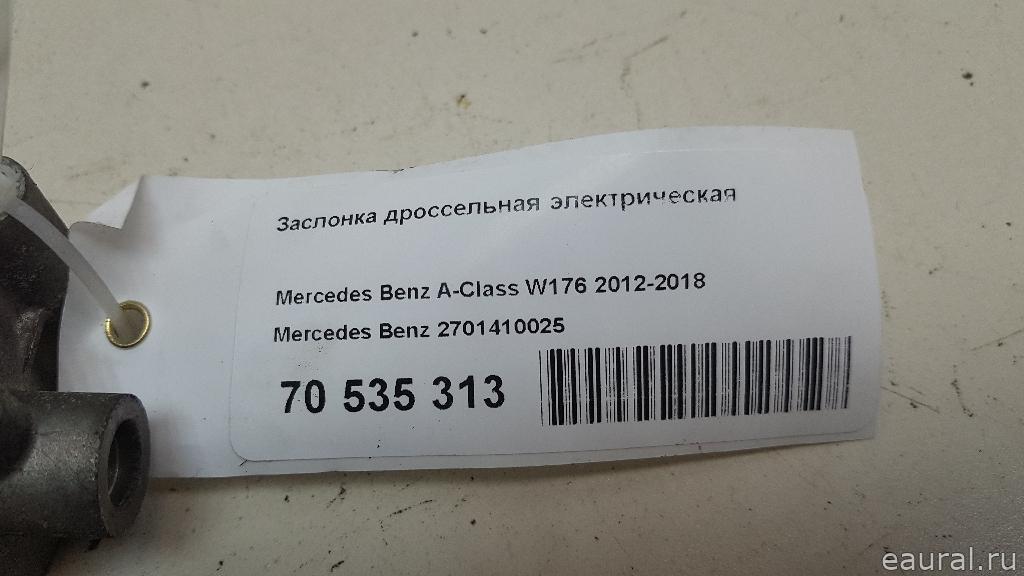 Заслонка дроссельная электрическая
Mercedes Benz A-Class W176 2012-2018
Mercedes Benz 2701410025
70 535 313
eaural.ru